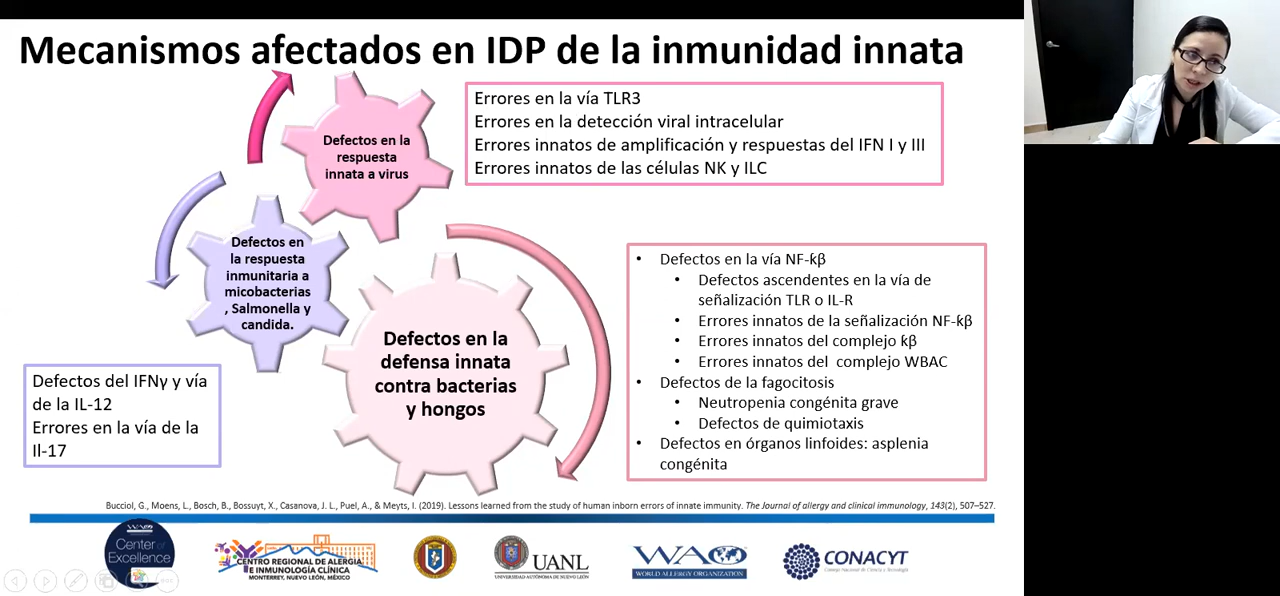 Mecanismos afectados en IDP de la inmunidad innata
Defectos en la
respuesta
innata a virus
Errores en la vía TLR3
Errores en la detección viral intracelular
Errores innatos de amplificación y respuestas del IFN I y III
Errores innatos de las células NK y ILC
Defectos en
la respuesta
inmunitaria a
micobacterias
, Salmonella y
candida.
Defectos del IFNγ y vía
de la IL-12
Errores en la vía de la
Il-17
Defectos en la
defensa innata
contra bacterias
y hongos
• Defectos en la vía NF-ƙβ
• Defectos ascendentes en la vía de
señalización TLR o IL-R
• Errores innatos de la señalización NF-ƙβ
• Errores innatos del complejo ƙβ
• Errores innatos del complejo WBAC
• Defectos de la fagocitosis
• Neutropenia congénita grave
• Defectos de quimiotaxis
• Defectos en órganos linfoides: asplenia
congénita
Bucciol, G., Moens, L., Bosch, B., Bossuyt, X., Casanova, J. L., Puel, A., & Meyts, I. (2019). Lessons learned from the study of human inborn errors of innate immunity. The Journal of allergy and clinical immunology, 143(2), 507–527.
WAO
Center of
Excellence
CENTRO REGIONAL DE ALERGIA
E INMUNOLOGÍA CLÍNICA
MONTERREY, NUEVO LEÓN, MÉXICO
UANL
UNIVERSIDAD AUTÓNOMA DE NUEVO LEÓN
WAO
WORLD ALLERGY ORGANIZATION
CONACYT
Consejo Nacional de Ciencia y Tecnología